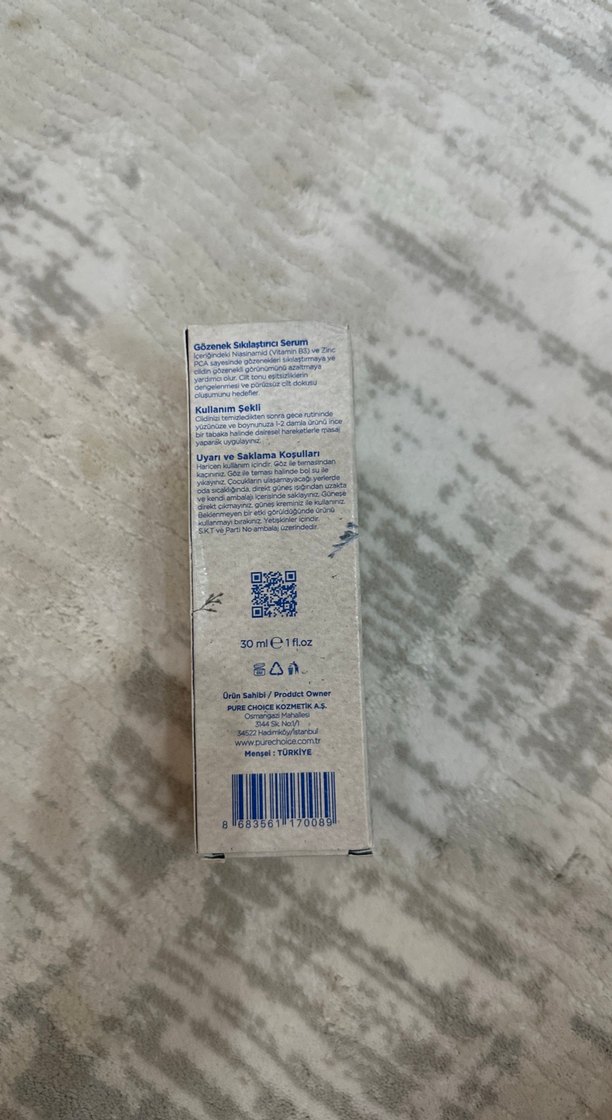 Gözenek Sıkılaştırıcı Serum
İçeriğindeki Niasinamid (Vitamin B3) ve Zinc
PCA sayesinde gözenekleri sıkılaştırmaya ve
cildin gözenekli görünümünü azaltmaya
yardımcı olur. Cilt tonu eşitsizliklerin
dengelenmesi ve pürüzsüz cilt dokusu
oluşumunu hedefler.
Kullanım Şekli
Cildinizi temizledikten sonra gece rutininde
yüzünüze ve boynunuza 1-2 damla ürünü ince
bir tabaka halinde dairesel hareketlerle masaj
yaparak uygulayınız.
Uyarı ve Saklama Koşulları
Haricen kullanım içindir. Göz ile temasından
kaçınınız. Göz ile teması halinde bol su ile
yıkayınız. Çocukların ulaşamayacağı yerlerde
oda sıcaklığında, direkt güneş ışığından uzakta
ve kendi ambalajı içerisinde saklayınız. Güneşe
direkt çıkmayınız, güneş kreminiz ile kullanınız.
Beklenmeyen bir etki görüldüğünde ürünü
kullanmayı bırakınız. Yetişkinler içindir.
S.K.T ve Parti No ambalaj üzerindedir.
30 ml ℮ 1 fl.oz
Ürün Sahibi / Product Owner
PURE CHOICE KOZMETİK A.Ş.
Osmangazi Mahallesi
3144 Sk. No:1/1
34522 Hadımköy/İstanbul
www.purechoice.com.tr
Menşei : TÜRKİYE
8 683561 170089